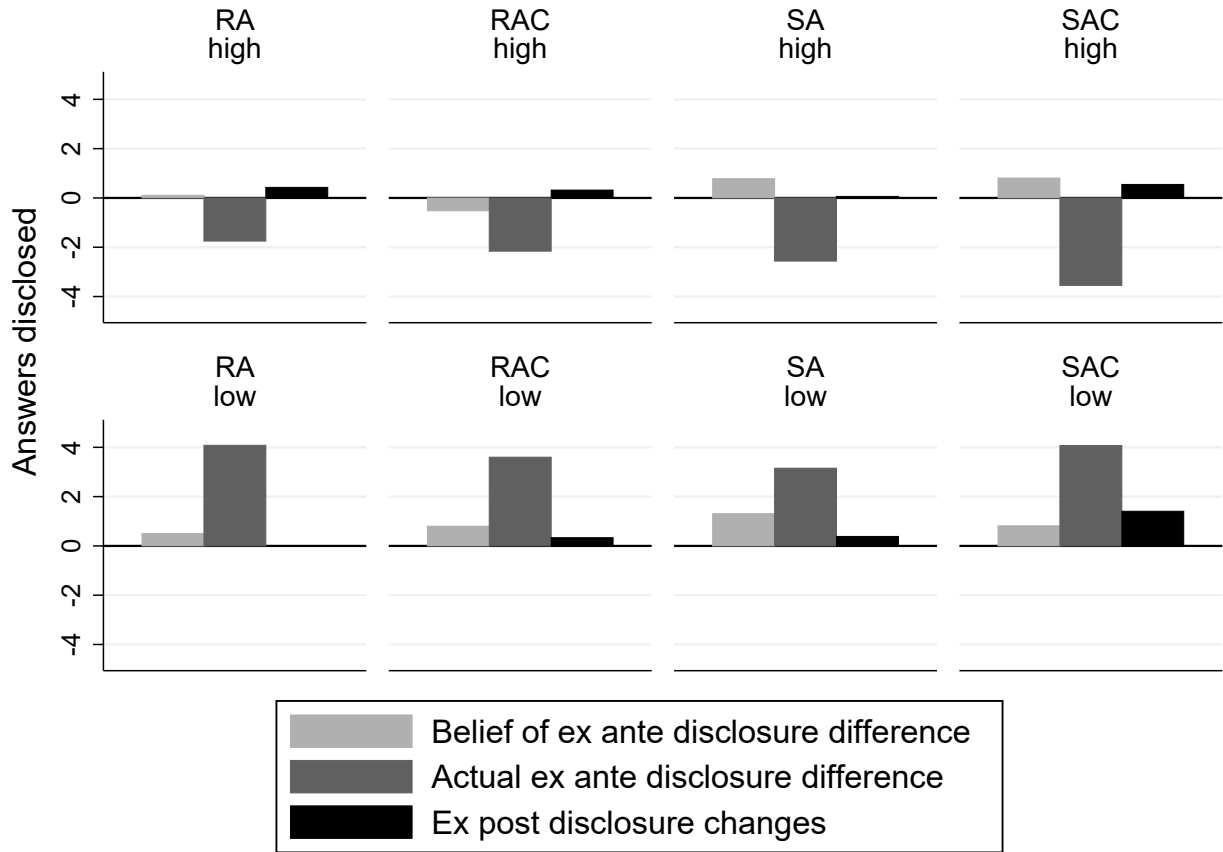 RA
high
RAC
high
SA
high
SAC
high
4
2
0
-2
-4
RA
low
RAC
low
SA
low
SAC
low
4
2
0
-2
-4
Answers disclosed
Belief of ex ante disclosure difference
Actual ex ante disclosure difference
Ex post disclosure changes